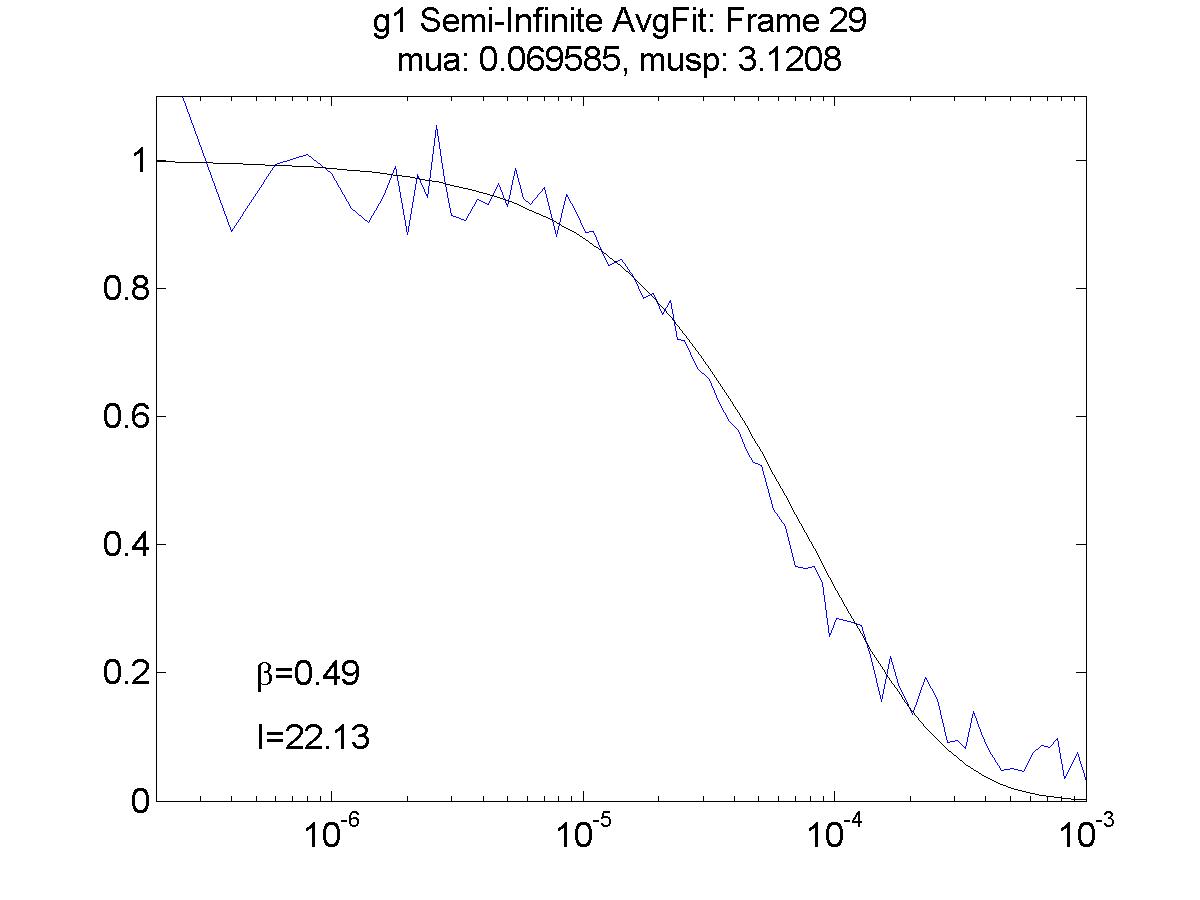 g1 Semi-Infinite AvgFit: Frame 29
mua: 0.069585, musp: 3.1208
1
0.8
0.6
0.4
0.2
0
β=0.49
I=22.13
10^-6
10^-5
10^-4
10^-3